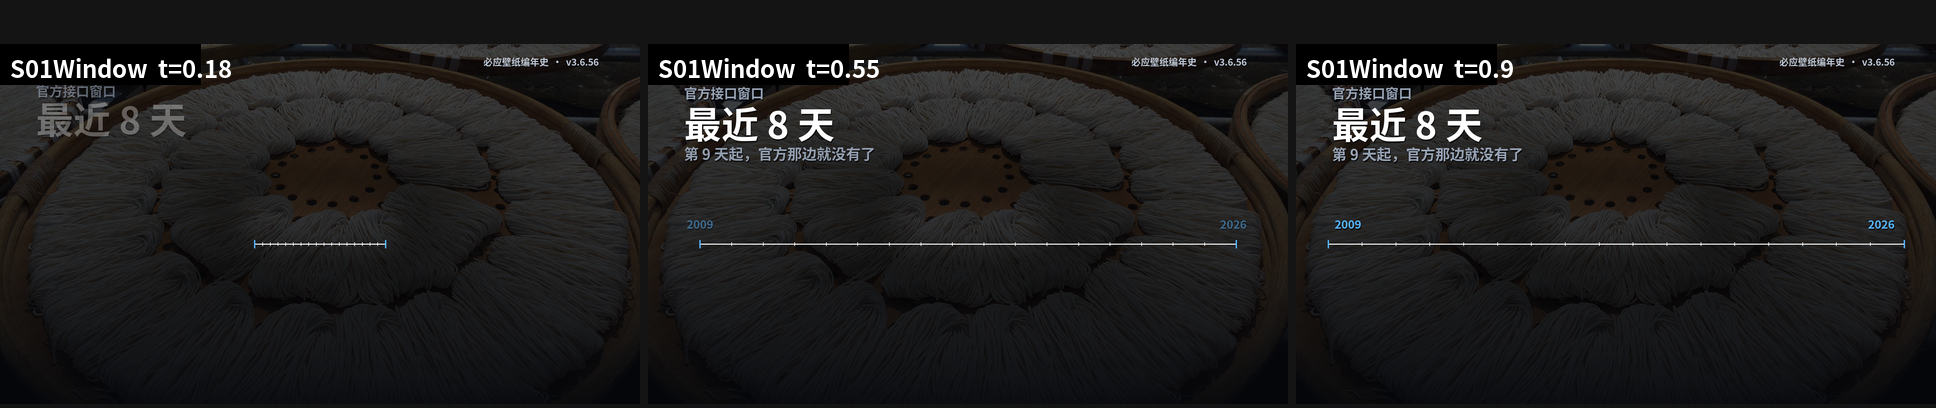 S01Window t=0.18
必应壁纸编年史 · v3.6.56
官方接口窗口
最近 8 天
S01Window t=0.55
必应壁纸编年史 · v3.6.56
官方接口窗口
最近 8 天
第 9 天起，官方那边就没有了
2009
2026
S01Window t=0.9
必应壁纸编年史 · v3.6.56
官方接口窗口
最近 8 天
第 9 天起，官方那边就没有了
2009
2026